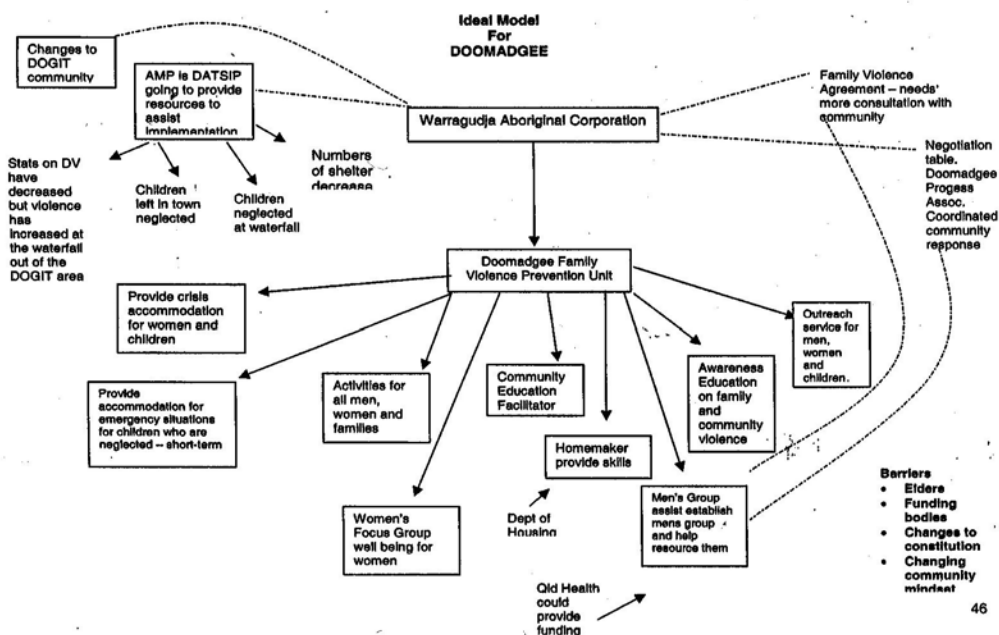 Ideal Model
For
DOOMADGEE
Changes to
DOGIT
community
AMP is DATSIP
going to provide
resources to
assist
implementation
Warragudja Aboriginal Corporation
Family Violence
Agreement – needs
more consultation with
community
Negotiation
table.
Doomadgee
Progess
Assoc.
Coordinated
community
response
Stats on DV
have
decreased
but violence
has
increased at
the waterfall
out of the
DOGIT area
Children
left in town
neglected
Children
neglected
at waterfall
Numbers
of shelter
decrease
Doomadgee Family
Violence Prevention Unit
Provide crisis
accommodation
for women and
children
Provide
accommodation for
emergency situations
for children who are
neglected – short-term
Activities for
all men,
women and
families
Women's
Focus Group
well being for
women
Community
Education
Facilitator
Homemaker
provide skills
Dept of
Housing
Men's Group
assist establish
mens group
and help
resource them
Qld Health
could
provide
funding
Awareness
Education
on family
and
community
violence
Outreach
service for
men,
women
and
children.
Barriers
• Elders
• Funding
bodies
• Changes to
constitution
• Changing
community
mindset
46